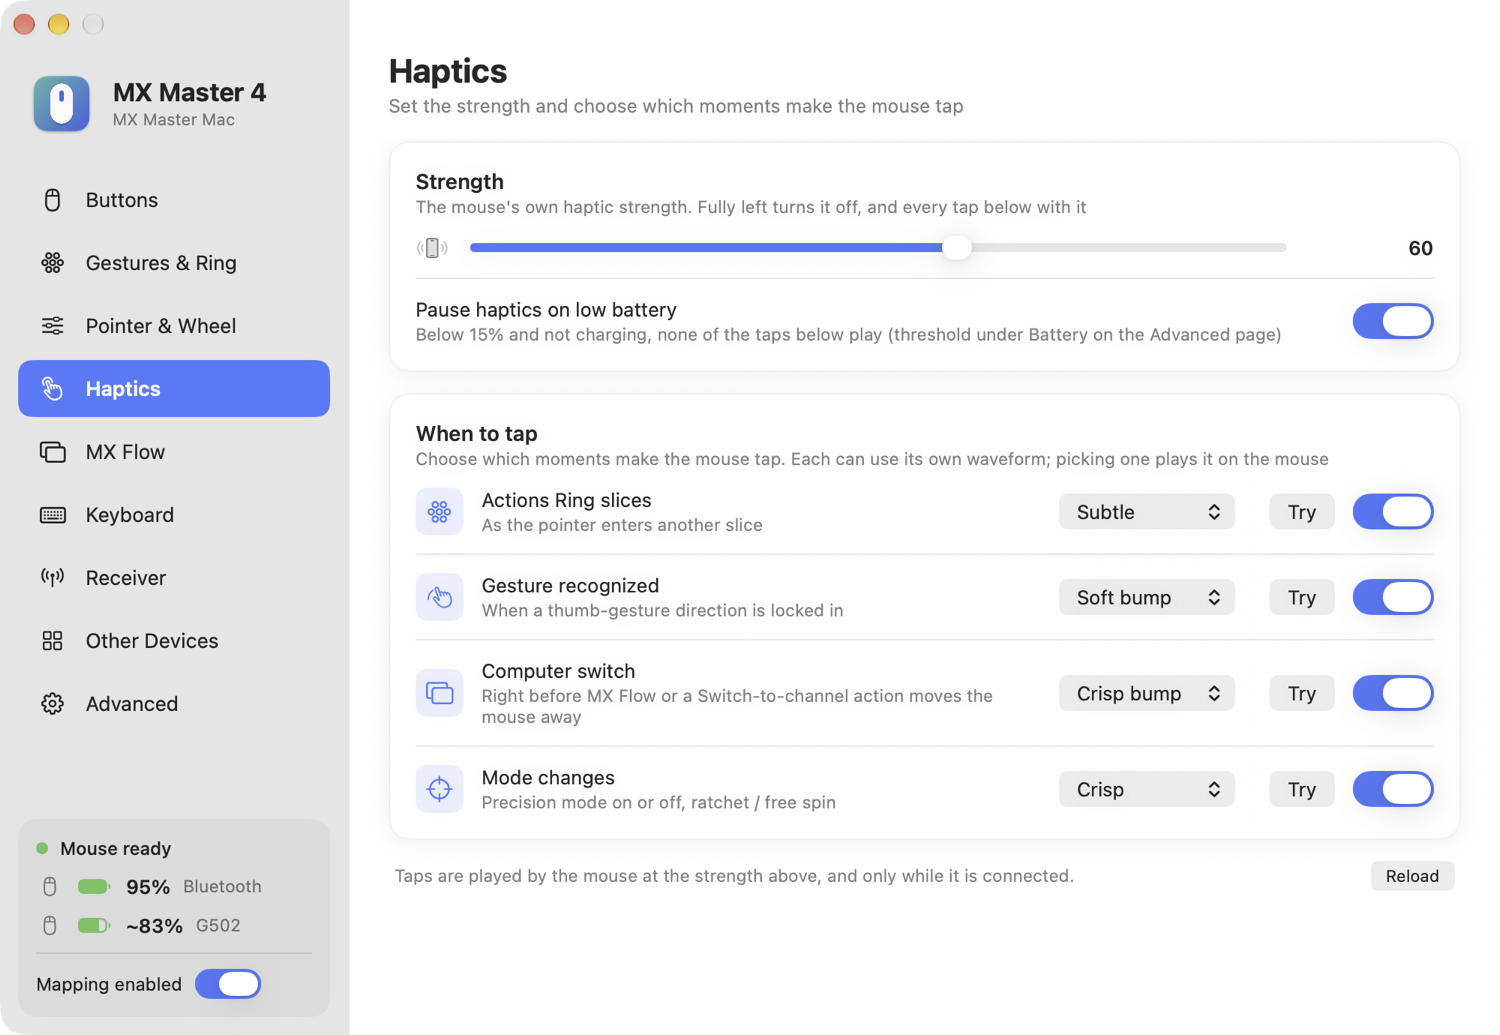 MX Master 4
MX Master Mac
Buttons
Gestures & Ring
Pointer & Wheel
Haptics
MX Flow
Keyboard
Receiver
Other Devices
Advanced
Mouse ready
95% Bluetooth
~83% G502
Mapping enabled
Haptics
Set the strength and choose which moments make the mouse tap
Strength
The mouse's own haptic strength. Fully left turns it off, and every tap below with it
60
Pause haptics on low battery
Below 15% and not charging, none of the taps below play (threshold under Battery on the Advanced page)
When to tap
Choose which moments make the mouse tap. Each can use its own waveform; picking one plays it on the mouse
Actions Ring slices
As the pointer enters another slice
Subtle
Try
Gesture recognized
When a thumb-gesture direction is locked in
Soft bump
Try
Computer switch
Right before MX Flow or a Switch-to-channel action moves the
mouse away
Crisp bump
Try
Mode changes
Precision mode on or off, ratchet / free spin
Crisp
Try
Taps are played by the mouse at the strength above, and only while it is connected.
Reload